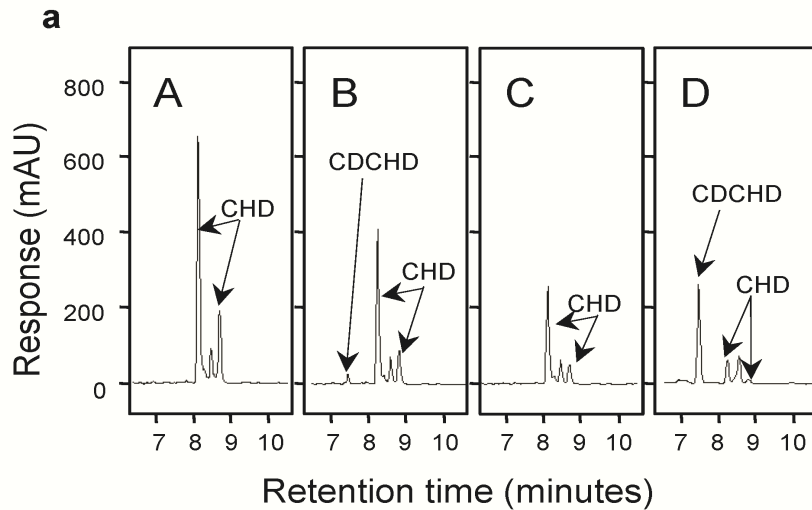 a
A
B
C
D
800
600
400
200
0
Response (mAU)
CHD
CDCHD
CHD
CHD
CDCHD
CHD
7 8 9 10
7 8 9 10
7 8 9 10
7 8 9 10
Retention time (minutes)